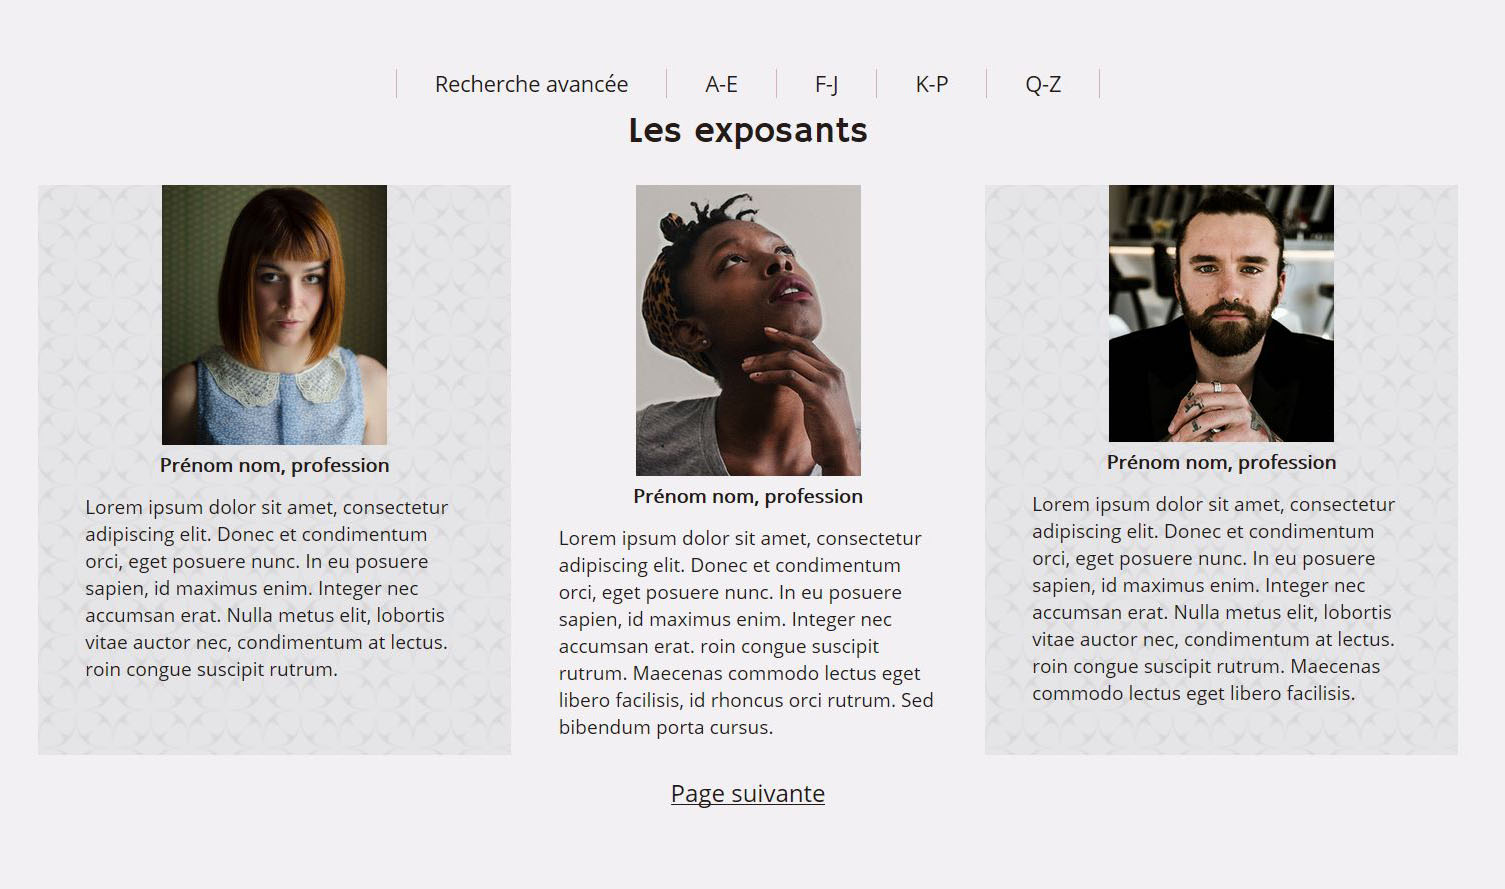 Recherche avancée A-E F-J K-P Q-Z
Les exposants
Prénom nom, profession
Lorem ipsum dolor sit amet, consectetur
adipiscing elit. Donec et condimentum
orci, eget posuere nunc. In eu posuere
sapien, id maximus enim. Integer nec
accumsan erat. Nulla metus elit, lobortis
vitae auctor nec, condimentum at lectus.
roin congue suscipit rutrum.
Prénom nom, profession
Lorem ipsum dolor sit amet, consectetur
adipiscing elit. Donec et condimentum
orci, eget posuere nunc. In eu posuere
sapien, id maximus enim. Integer nec
accumsan erat. roin congue suscipit
rutrum. Maecenas commodo lectus eget
libero facilisis, id rhoncus orci rutrum. Sed
bibendum porta cursus.
Prénom nom, profession
Lorem ipsum dolor sit amet, consectetur
adipiscing elit. Donec et condimentum
orci, eget posuere nunc. In eu posuere
sapien, id maximus enim. Integer nec
accumsan erat. Nulla metus elit, lobortis
vitae auctor nec, condimentum at lectus.
roin congue suscipit rutrum. Maecenas
commodo lectus eget libero facilisis.
Page suivante